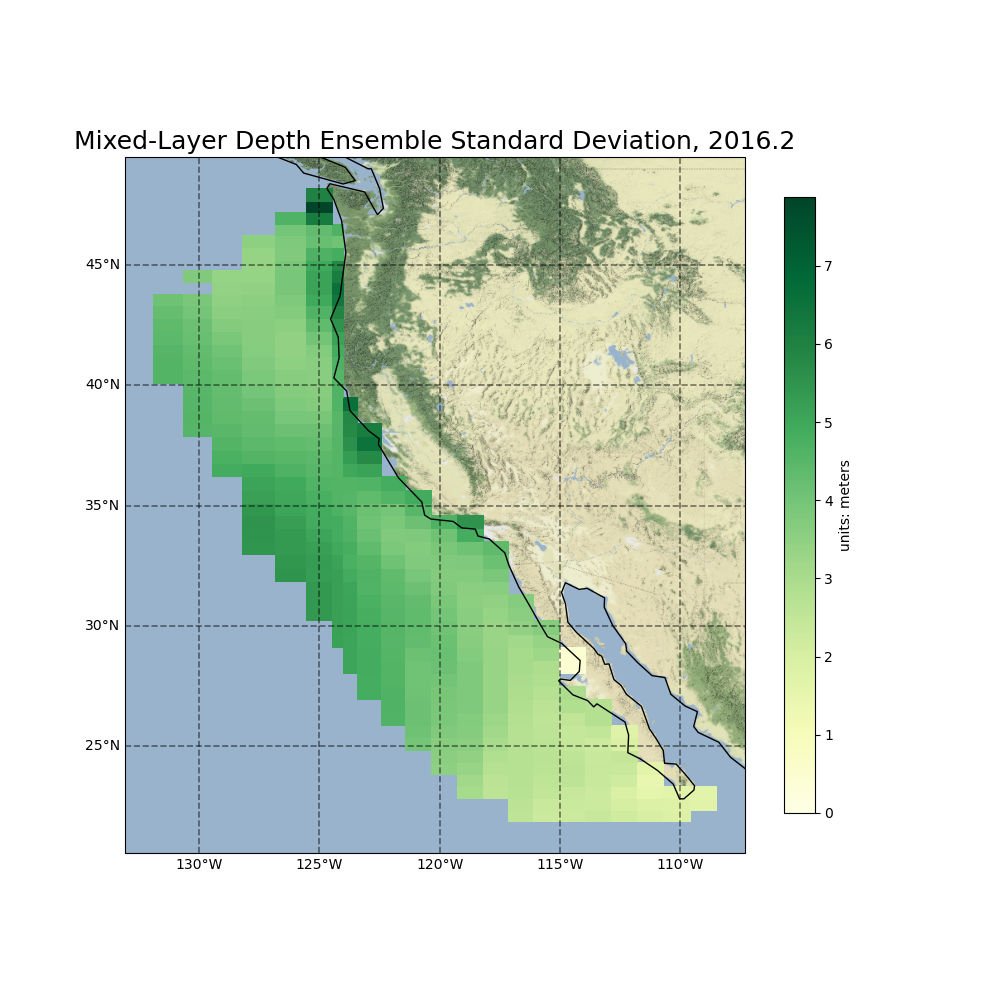 Mixed-Layer Depth Ensemble Standard Deviation, 2016.2
45°N
40°N
35°N
30°N
25°N
130°W
125°W
120°W
115°W
110°W
7
6
5
4
3
2
1
0
units: meters